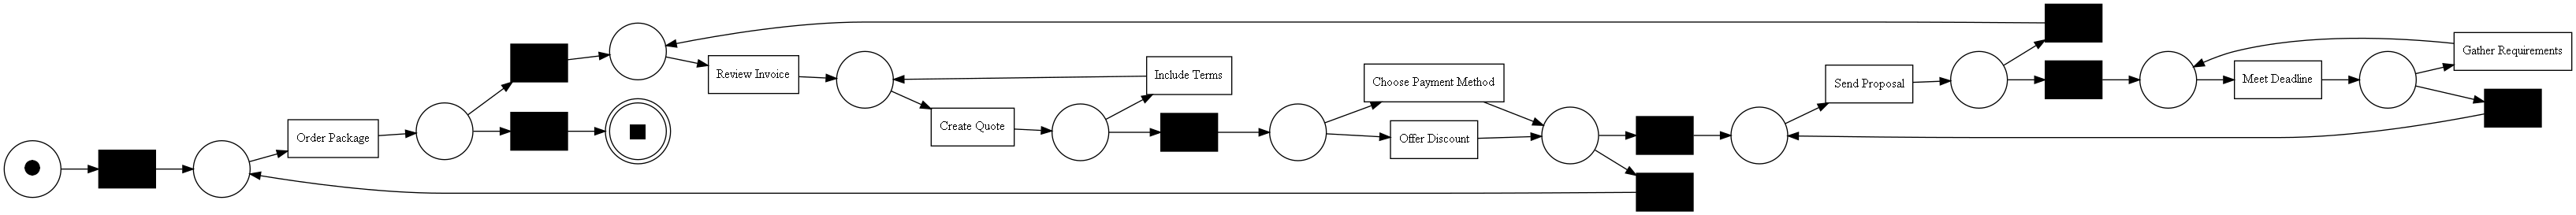 Order Package
Review Invoice
Create Quote
Include Terms
Choose Payment Method
Offer Discount
Send Proposal
Meet Deadline
Gather Requirements